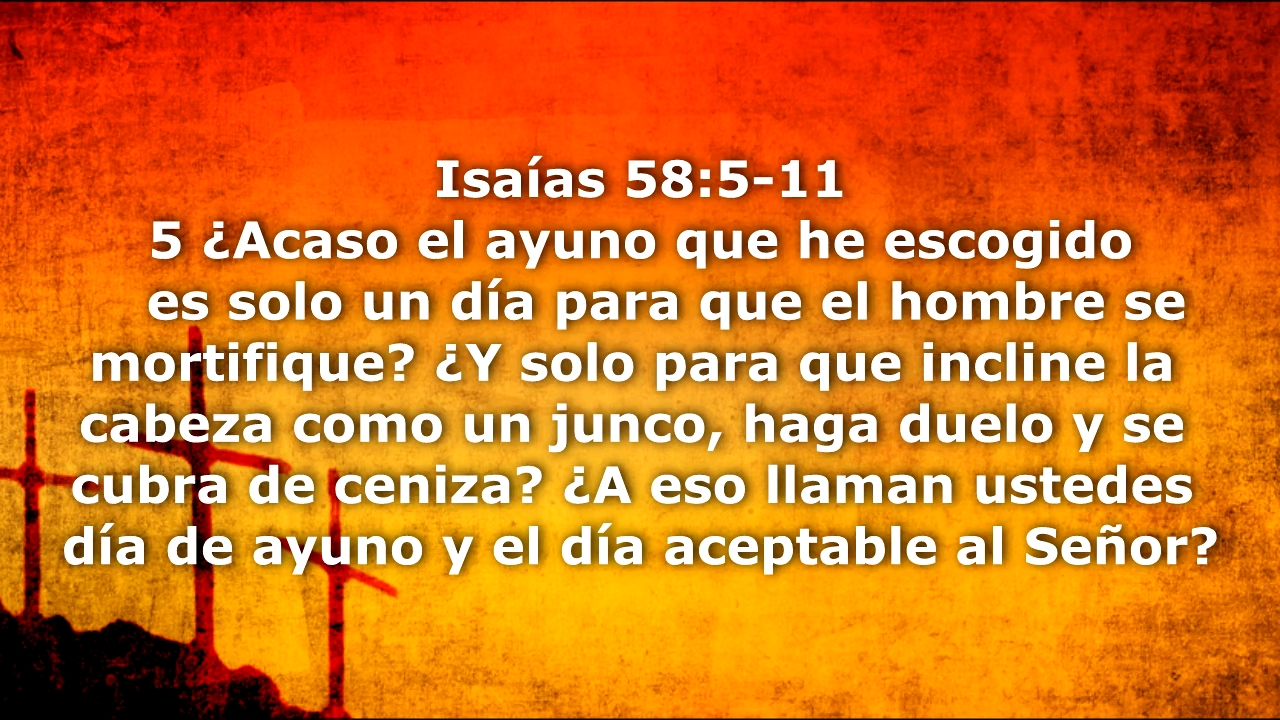 Isaías 58:5-11
5 ¿Acaso el ayuno que he escogido
es solo un día para que el hombre se
mortifique? ¿Y solo para que incline la
cabeza como un junco, haga duelo y se
cubra de ceniza? ¿A eso llaman ustedes
día de ayuno y el día aceptable al Señor?